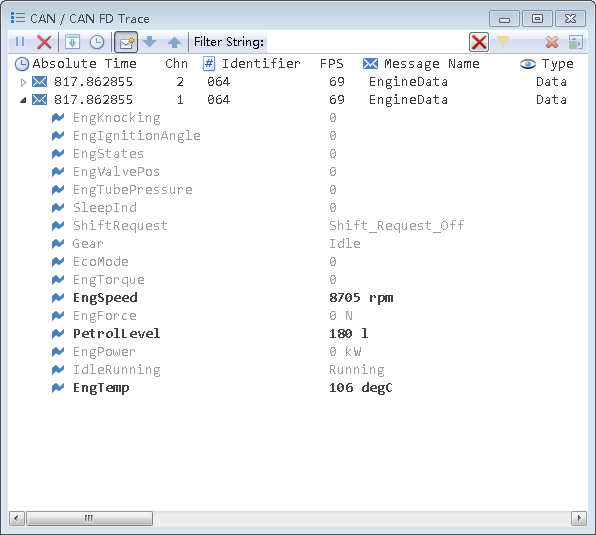 CAN / CAN FD Trace
Filter String:
Absolute Time Chn # Identifier FPS Message Name Type
817.862855 2 064 69 EngineData Data
817.862855 1 064 69 EngineData Data
EngKnocking 0
EngIgnitionAngle 0
EngStates 0
EngValvePos 0
EngTubePressure 0
SleepInd 0
ShiftRequest Shift_Request_Off
Gear Idle
EcoMode 0
EngTorque 0
EngSpeed 8705 rpm
EngForce 0 N
PetrolLevel 180 l
EngPower 0 kW
IdleRunning Running
EngTemp 106 degC